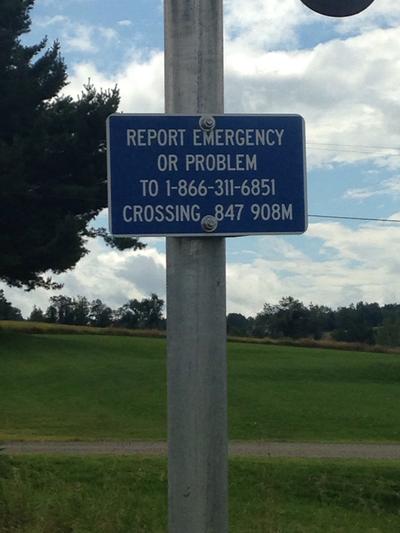 REPORT EMERGENCY
OR PROBLEM
TO 1-866-311-6851
CROSSING 847 908M